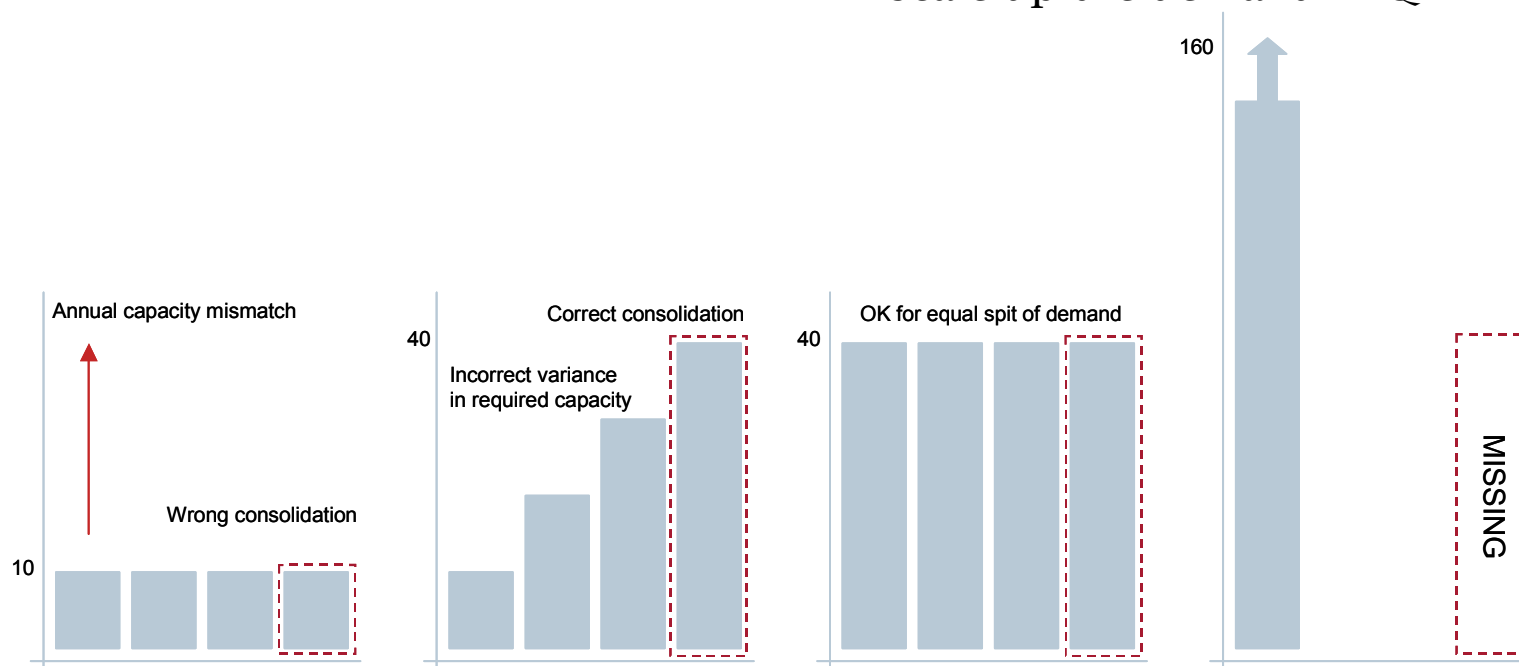 160
Annual capacity mismatch
Wrong consolidation
10
Correct consolidation
40
Incorrect variance
in required capacity
OK for equal spit of demand
40
MISSING